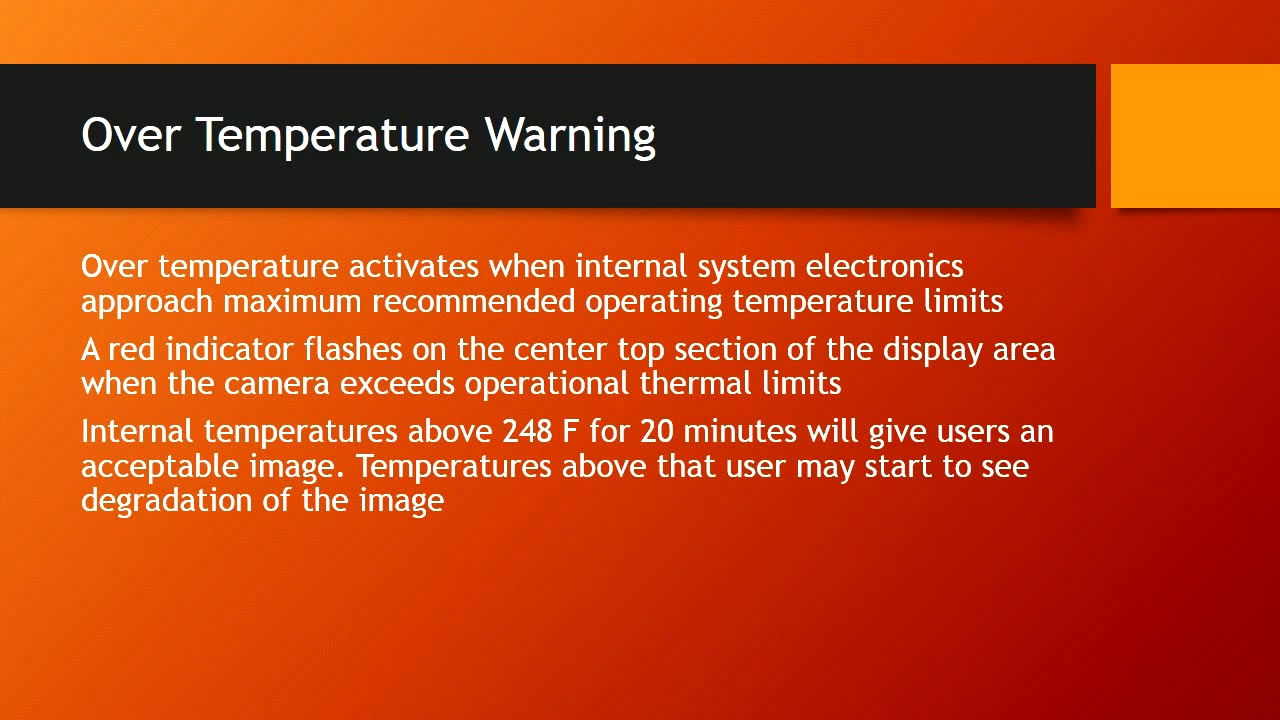 Over Temperature Warning
Over temperature activates when internal system electronics
approach maximum recommended operating temperature limits
A red indicator flashes on the center top section of the display area
when the camera exceeds operational thermal limits
Internal temperatures above 248 F for 20 minutes will give users an
acceptable image. Temperatures above that user may start to see
degradation of the image